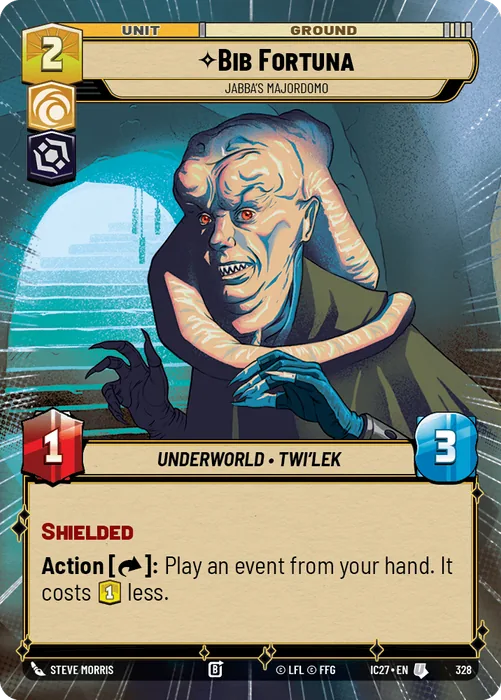 UNIT
GROUND
2
✧BIB FORTUNA
JABBA'S MAJORDOMO
1
UNDERWORLD • TWI'LEK
3
SHIELDED
Action [↷]: Play an event from your hand. It
costs 1 less.
STEVE MORRIS
B
© LFL © FFG
IC27•EN
328